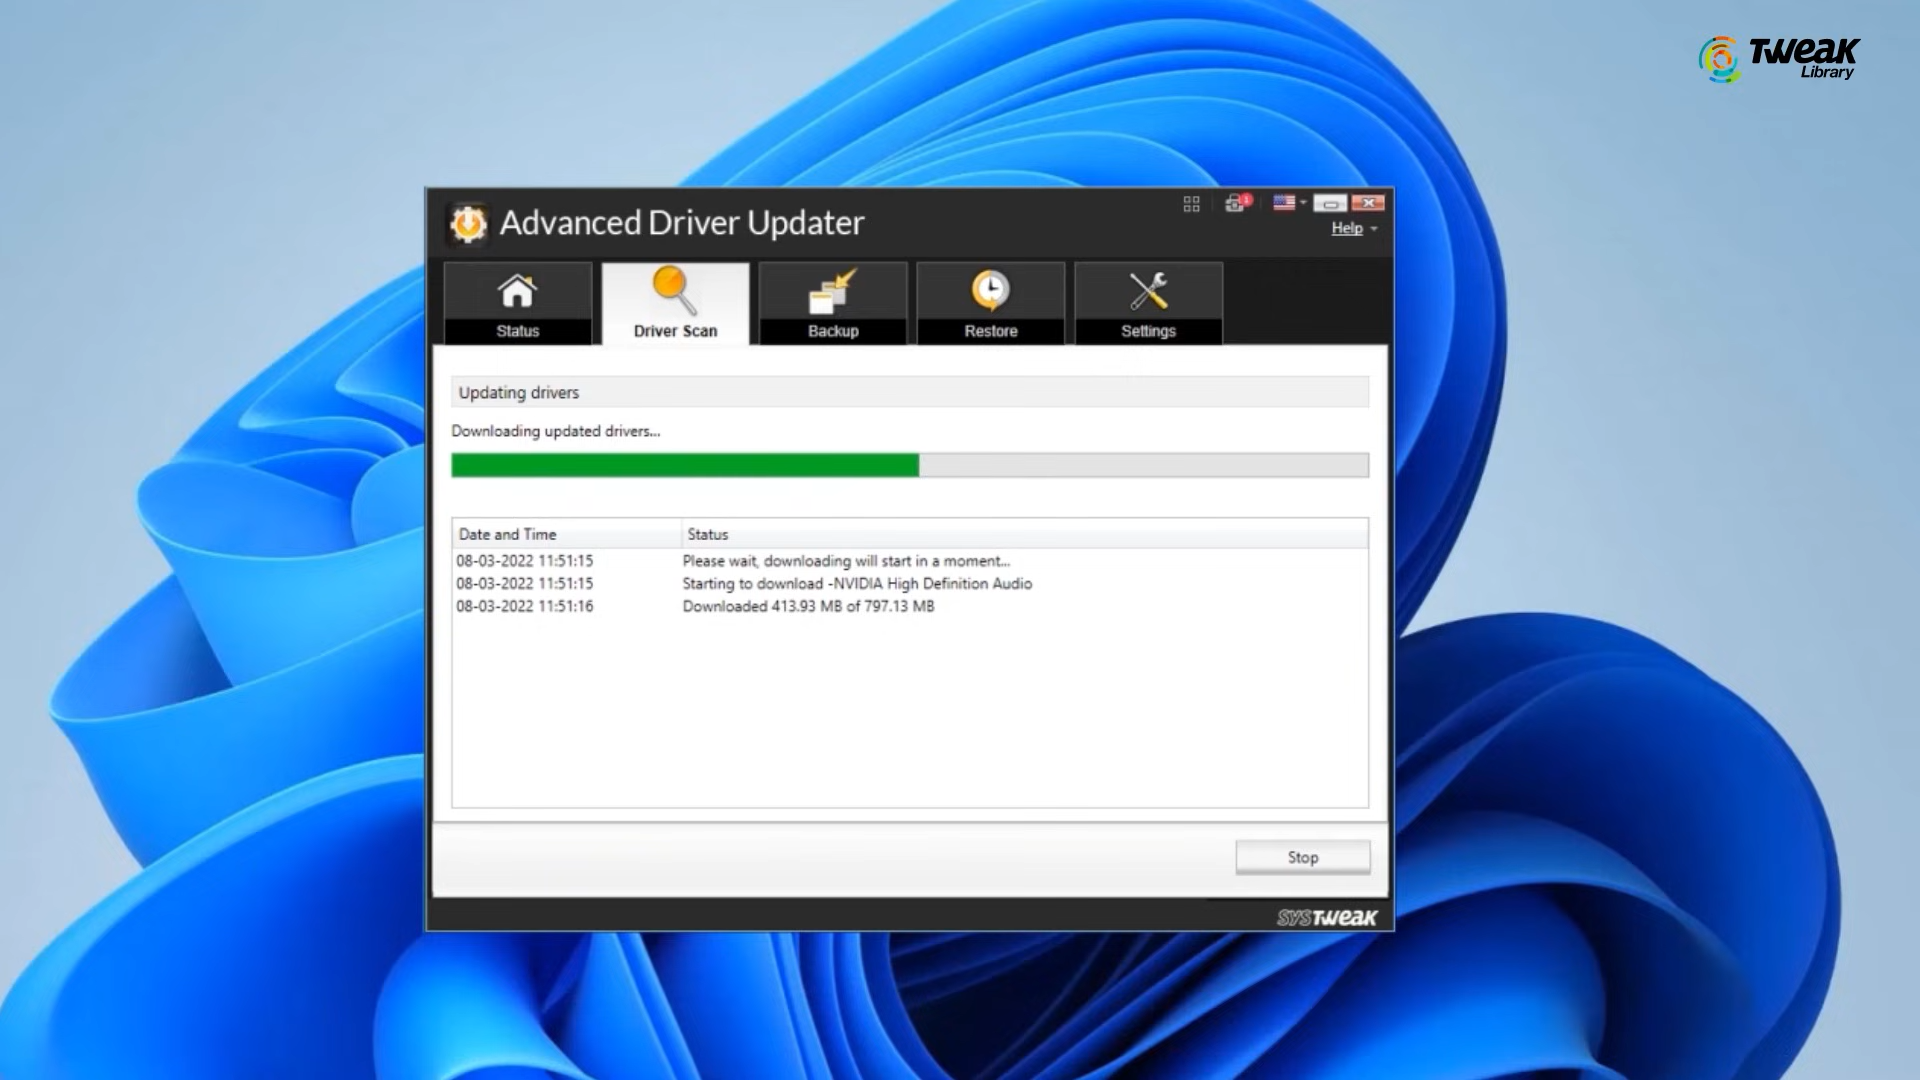 TWEAK
Library
Advanced Driver Updater
1
Help
Status
Driver Scan
Backup
Restore
Settings
Updating drivers
Downloading updated drivers...
Date and Time Status
08-03-2022 11:51:15 Please wait, downloading will start in a moment...
08-03-2022 11:51:15 Starting to download -NVIDIA High Definition Audio
08-03-2022 11:51:16 Downloaded 413.93 MB of 797.13 MB
Stop
SYSTWEAK